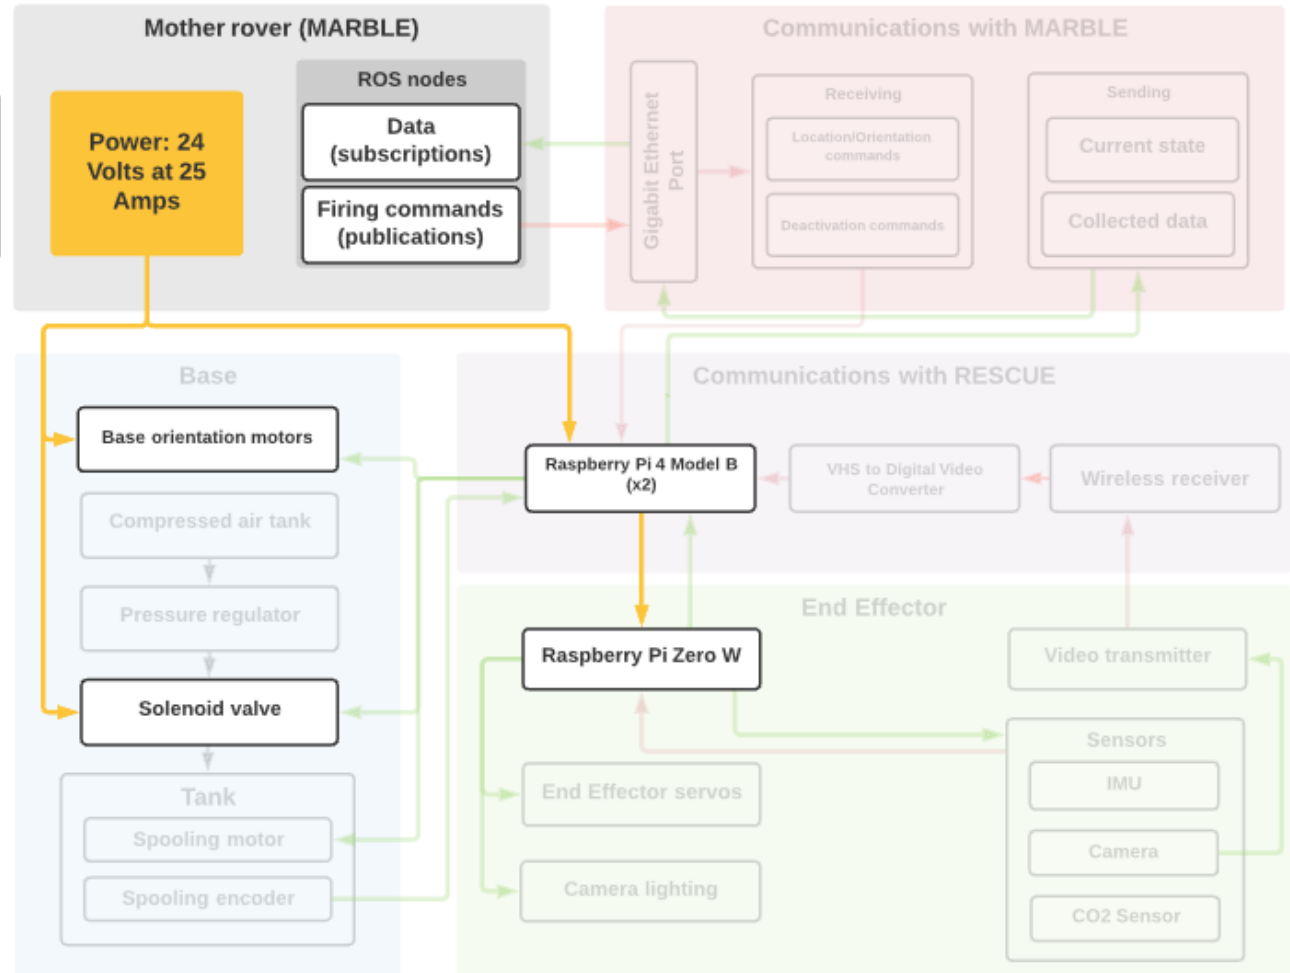 Mother rover (MARBLE)
Power: 24
Volts at 25
Amps
ROS nodes
Data
(subscriptions)
Firing commands
(publications)
Communications with MARBLE
Gigabit Ethernet
Port
Receiving
Location/Orientation
commands
Deactivation commands
Sending
Current state
Collected data
Base
Base orientation motors
Compressed air tank
Pressure regulator
Solenoid valve
Tank
Spooling motor
Spooling encoder
Communications with RESCUE
Raspberry Pi 4 Model B
(x2)
VHS to Digital Video
Converter
Wireless receiver
End Effector
Raspberry Pi Zero W
End Effector servos
Camera lighting
Video transmitter
Sensors
IMU
Camera
CO2 Sensor